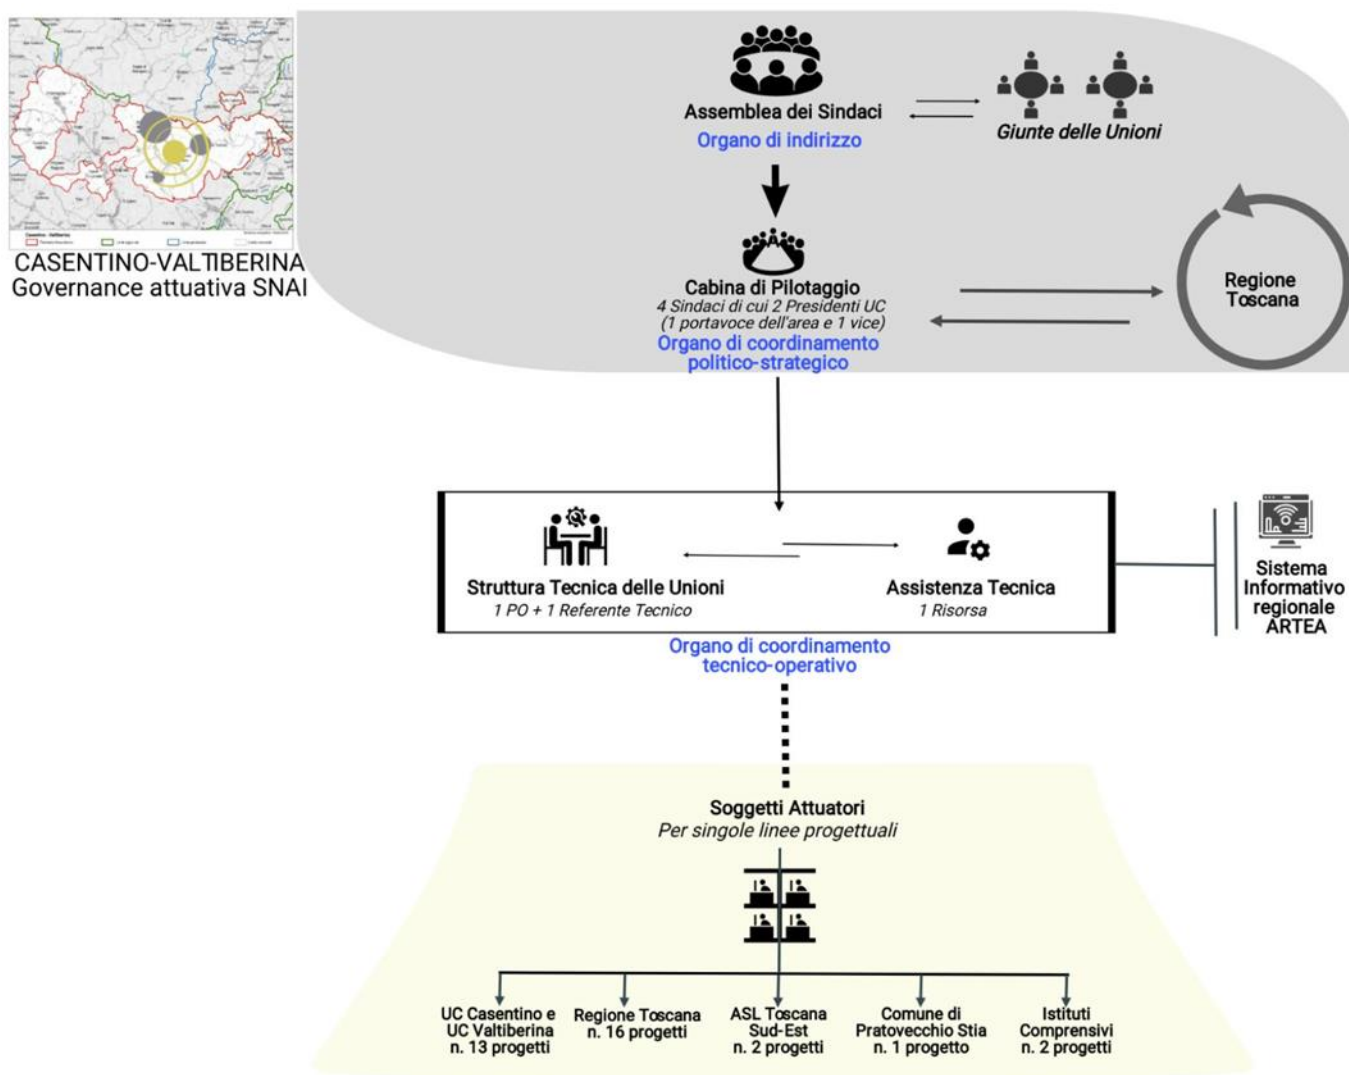 CASENTINO-VALTIBERINA
Governance attuativa SNAI
Assemblea dei Sindaci
Organo di indirizzo
Giunte delle Unioni
Cabina di Pilotaggio
4 Sindaci di cui 2 Presidenti UC
(1 portavoce dell'area e 1 vice)
Organo di coordinamento
politico-strategico
Regione
Toscana
Struttura Tecnica delle Unioni
1 PO + 1 Referente Tecnico
Assistenza Tecnica
1 Risorsa
Organo di coordinamento
tecnico-operativo
Sistema
Informativo
regionale
ARTEA
Soggetti Attuatori
Per singole linee progettuali
UC Casentino e
UC Valtiberina
n. 13 progetti
Regione Toscana
n. 16 progetti
ASL Toscana
Sud-Est
n. 2 progetti
Comune di
Pratovecchio Stia
n. 1 progetto
Istituti
Comprensivi
n. 2 progetti